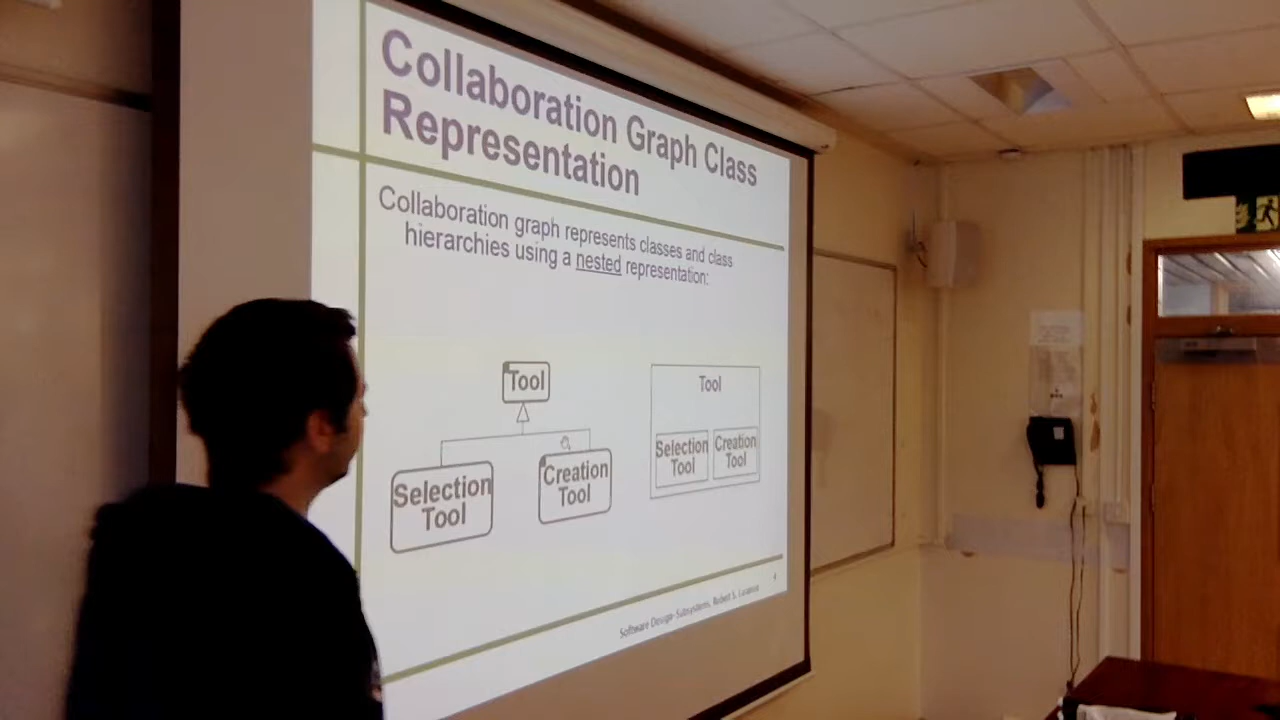 Collaboration Graph Class
Representation
Collaboration graph represents classes and class
hierarchies using a nested representation:
Tool
Selection
Tool
Creation
Tool
Tool
Selection
Tool
Creation
Tool
4
Software Design- Subsystems, Robert S. Laramee